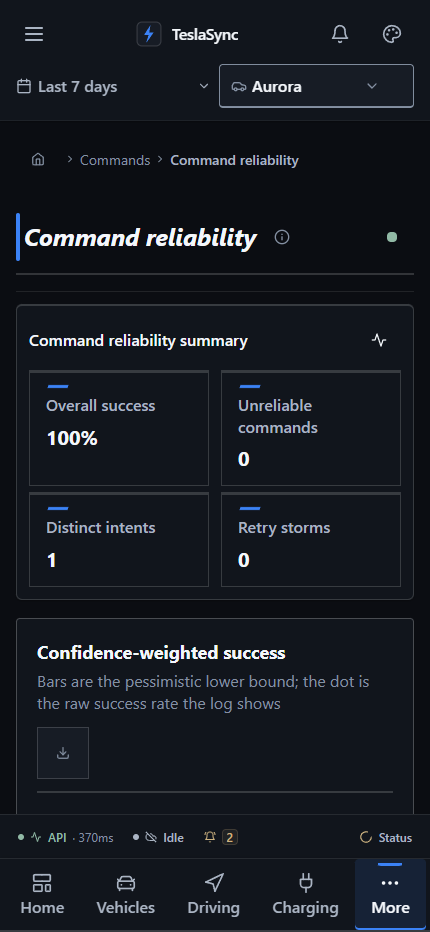 TeslaSync
Last 7 days
Aurora
Commands
Command reliability
Command reliability
Command reliability summary
Overall success
100%
Unreliable
commands
0
Distinct intents
1
Retry storms
0
Confidence-weighted success
Bars are the pessimistic lower bound; the dot is
the raw success rate the log shows
API · 370ms
Idle
2
Status
Home
Vehicles
Driving
Charging
More